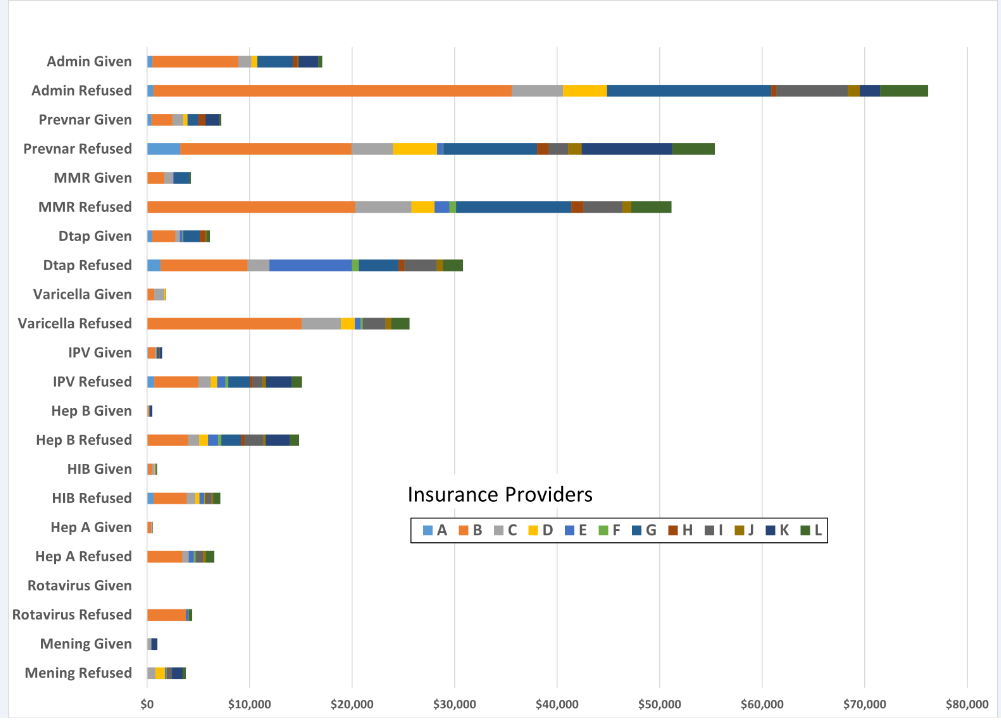 Admin Given
Admin Refused
Prevnar Given
Prevnar Refused
MMR Given
MMR Refused
Dtap Given
Dtap Refused
Varicella Given
Varicella Refused
IPV Given
IPV Refused
Hep B Given
Hep B Refused
HIB Given
HIB Refused
Hep A Given
Hep A Refused
Rotavirus Given
Rotavirus Refused
Mening Given
Mening Refused
Insurance Providers
A B C D E F G H I J K L
$0 $10,000 $20,000 $30,000 $40,000 $50,000 $60,000 $70,000 $80,000